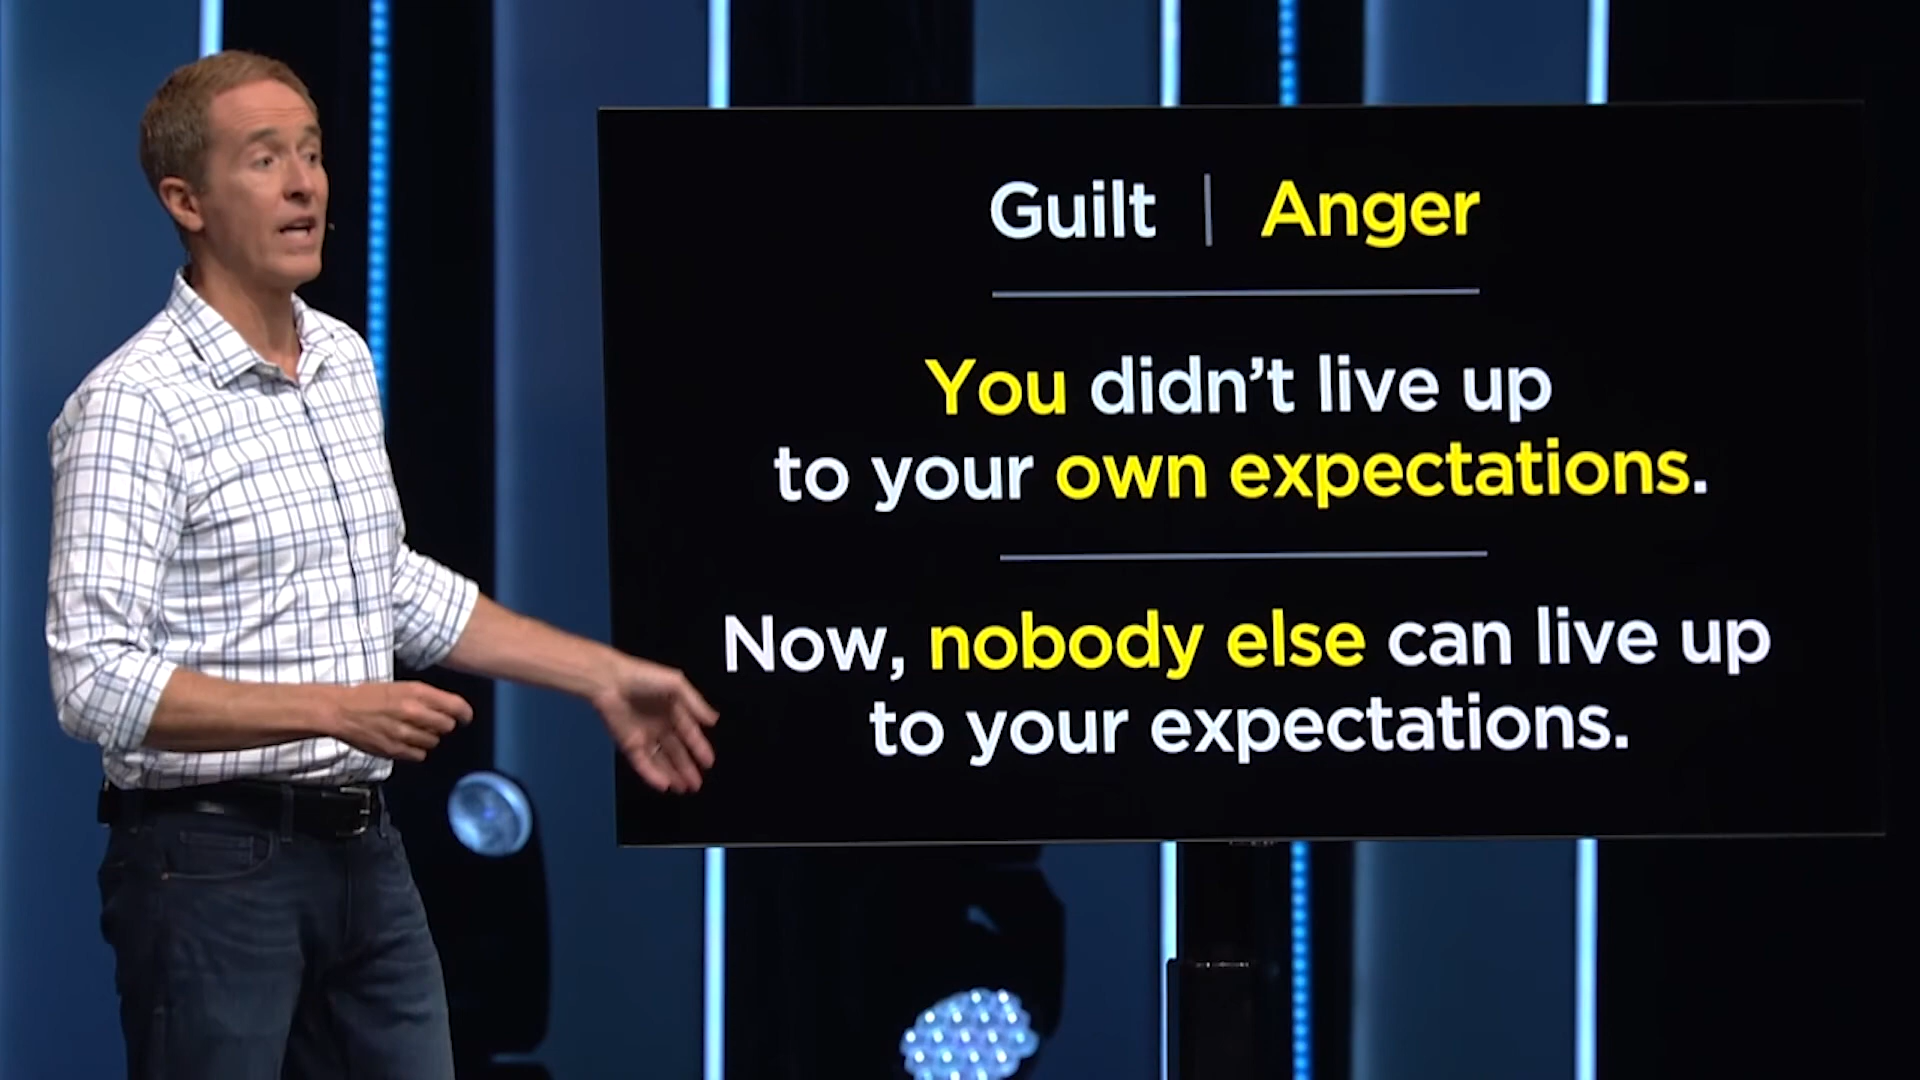 Guilt | Anger
You didn’t live up
to your own expectations.
Now, nobody else can live up
to your expectations.